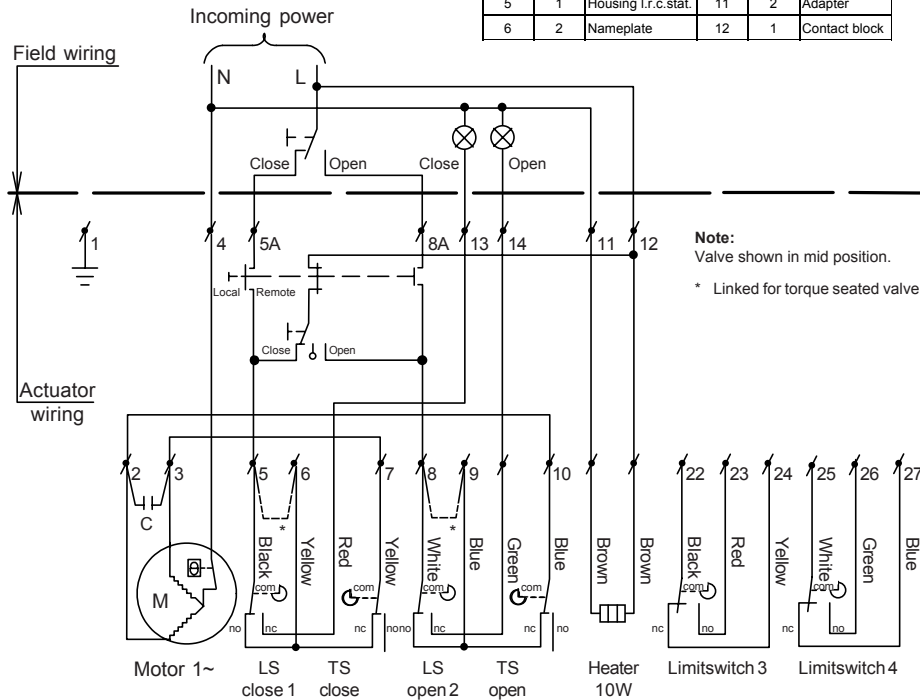 5 1 Housing l.r.c.stat. 11 2 Adapter
6 2 Nameplate 12 1 Contact block
Incoming power
Field wiring
N L
Close Open Close Open
1 4 5A 8A 13 14 11 12
Note:
Valve shown in mid position.
* Linked for torque seated valve
Local Remote
Close Open
Actuator
wiring
2 3 5 6 7 8 9 10 22 23 24 25 26 27
C
* *
Black Yellow Red Yellow White Blue Green Blue Brown Brown Black Red Yellow White Green Blue
M
com com com com com com
no nc nc no no nc nc no nc no nc no
Motor 1~ LS TS LS TS Heater Limitswitch 3 Limitswitch 4
close 1 close open 2 open 10W